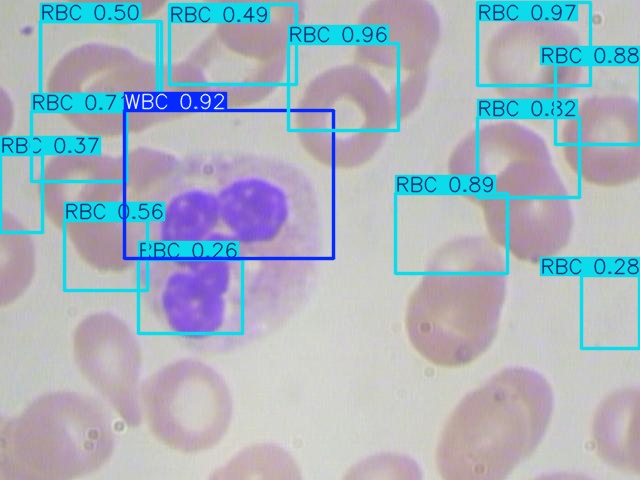 RBC 0.50
RBC 0.49
RBC 0.97
RBC 0.96
RBC 0.88
RBC 0.71
WBC 0.92
RBC 0.82
RBC 0.37
RBC 0.89
RBC 0.56
RBC 0.26
RBC 0.28